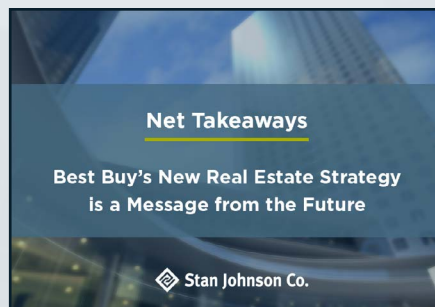 Net Takeaways
Best Buy's New Real Estate Strategy
is a Message from the Future
Stan Johnson Co.